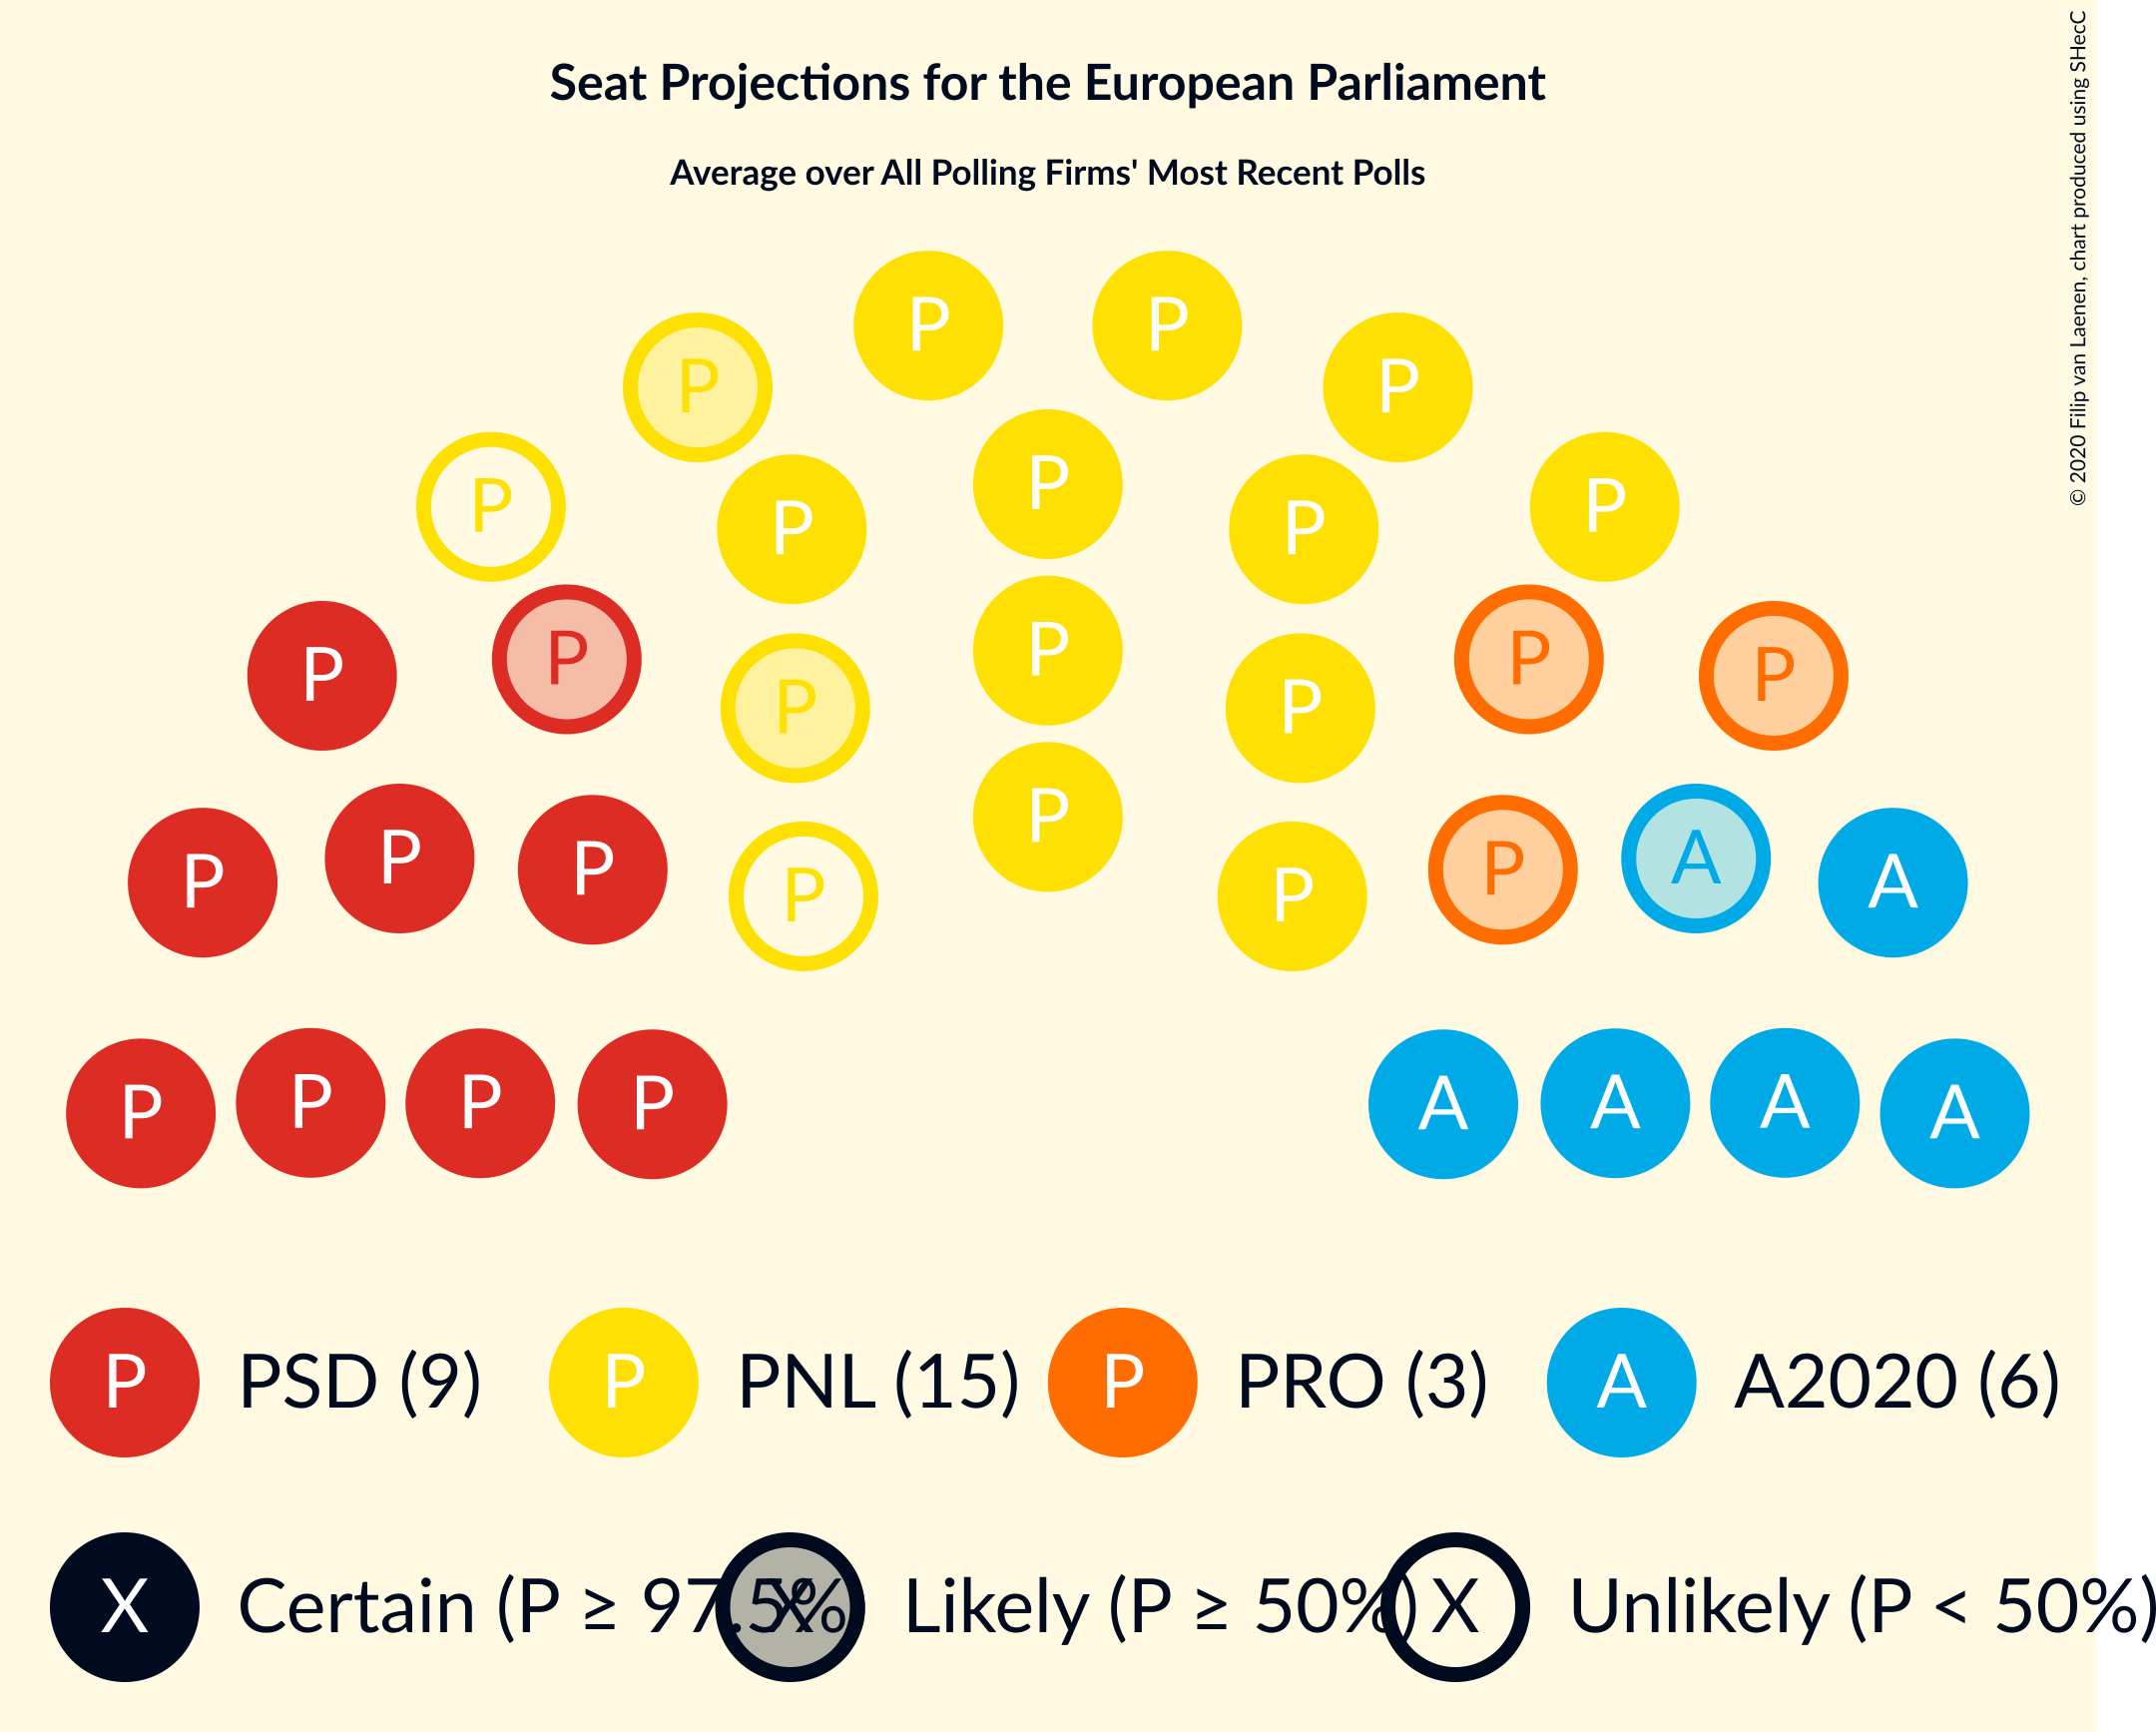 Seat Projections for the European Parliament
Average over All Polling Firms' Most Recent Polls
© 2020 Filip van Laenen, chart produced using SHecC
P P
P P
P P P P P
P P P P P
P P P P
P P P P P P A A
P P P P A A A A
P PSD (9) P PNL (15) P PRO (3) A A2020 (6)
X Certain (P ≥ 97.5% X Likely (P ≥ 50%) X Unlikely (P < 50%)